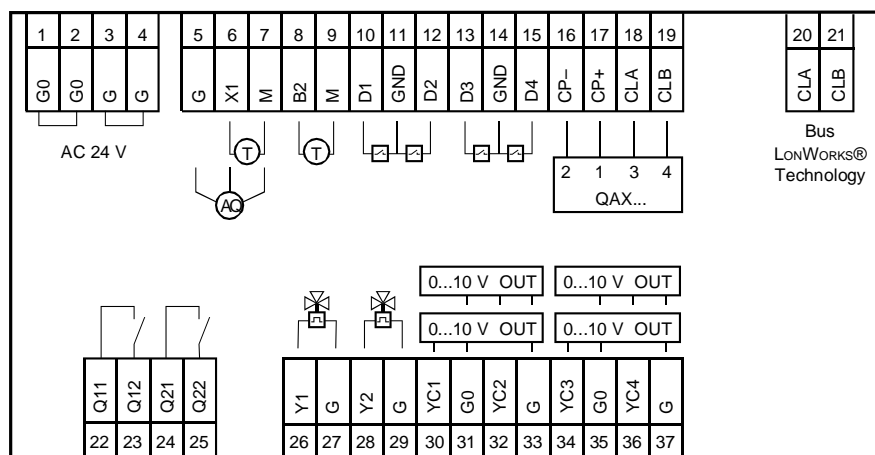 1 2 3 4 5 6 7 8 9 10 11 12 13 14 15 16 17 18 19 20 21
G0 G0 G G G X1 M B2 M D1 GND D2 D3 GND D4 CP– CP+ CLA CLB CLA CLB
AC 24 V
T T
AQ
2 1 3 4
QAX...
Bus
LONWORKS®
Technology
0...10 V OUT 0...10 V OUT
0...10 V OUT 0...10 V OUT
Q11 Q12 Q21 Q22 Y1 G Y2 G YC1 G0 YC2 G YC3 G0 YC4 G
22 23 24 25 26 27 28 29 30 31 32 33 34 35 36 37